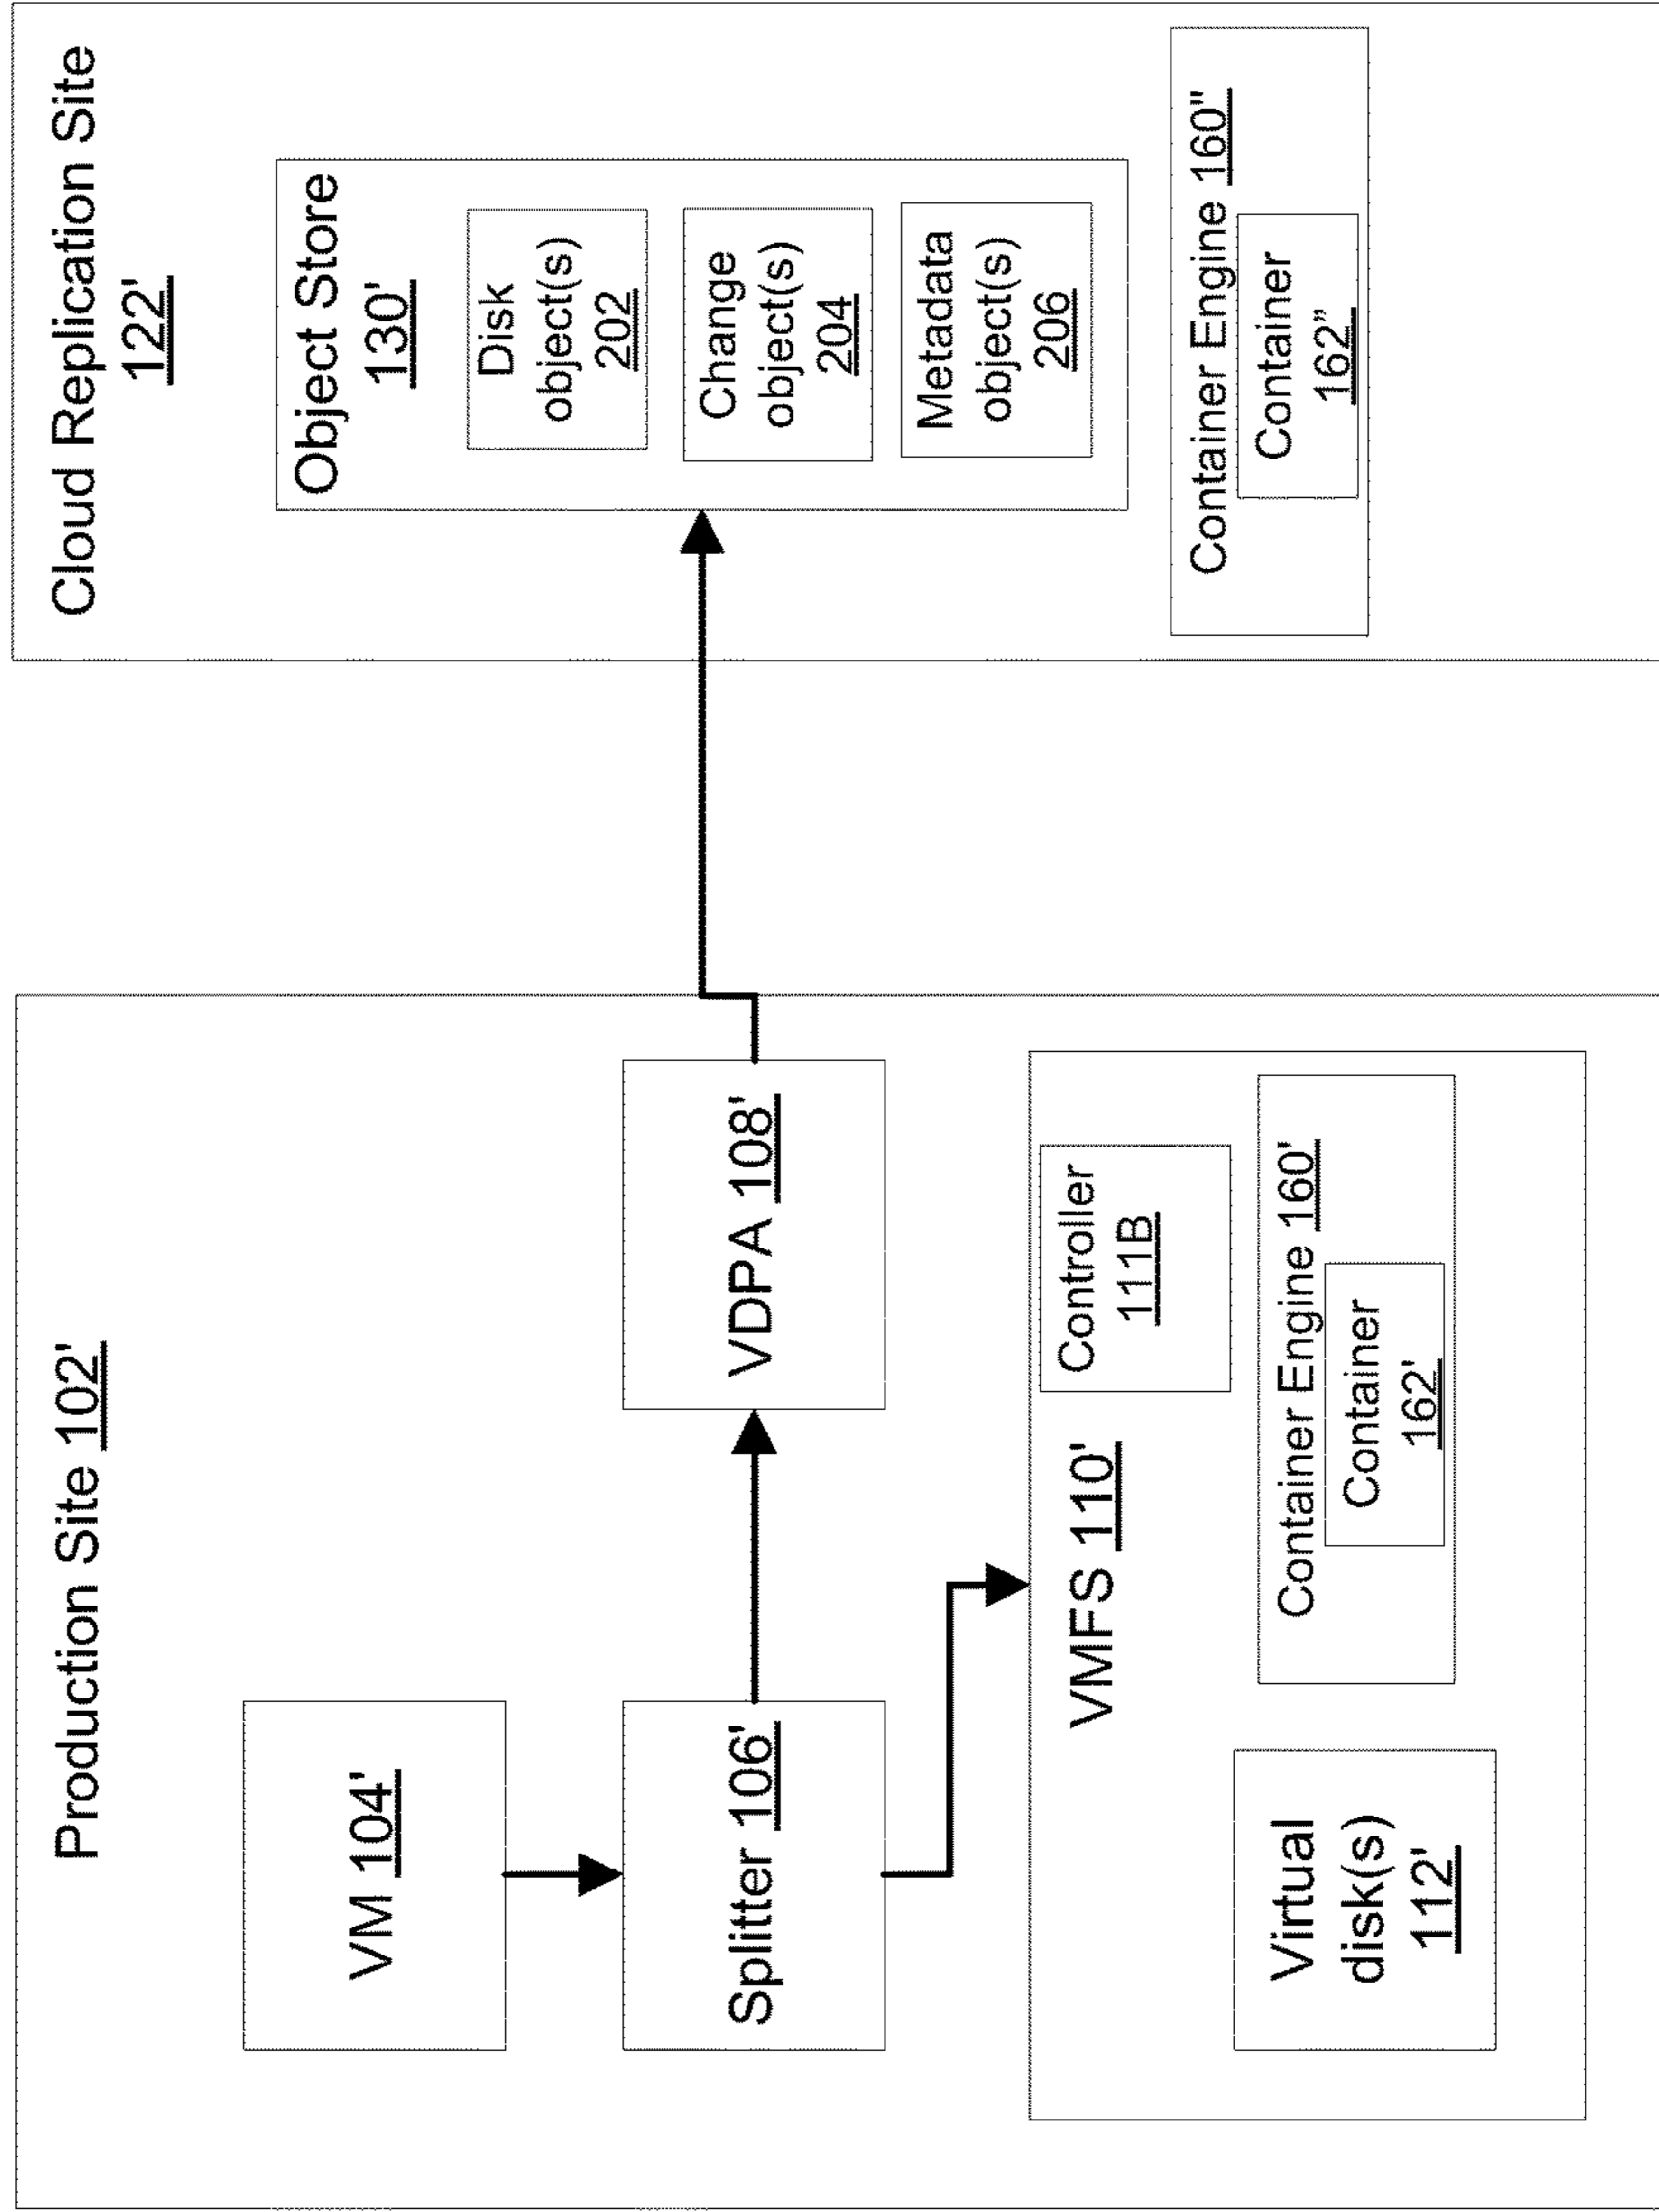 Production Site 102'
VM 104'
Splitter 106'
VDPA 108'
VMFS 110'
Controller
111B
Virtual
disk(s)
112'
Container Engine 160'
Container
162'
Cloud Replication Site
122'
Object Store
130'
Disk
object(s)
202
Change
object(s)
204
Metadata
object(s)
206
Container Engine 160"
Container
162”